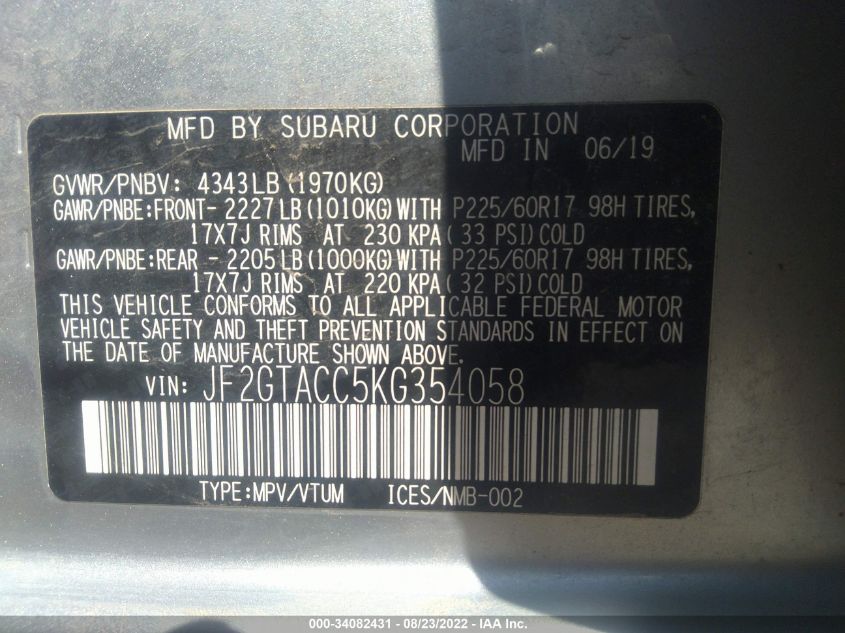 MFD BY SUBARU CORPORATION
MFD IN 06/19
GVWR/PNBV: 4343LB(1970KG)
GAWR/PNBE:FRONT- 2227LB(1010KG)WITH P225/60R17 98H TIRES,
17X7J RIMS AT 230 KPA( 33 PSI)COLD
GAWR/PNBE:REAR - 2205LB(1000KG)WITH P225/60R17 98H TIRES,
17X7J RIMS AT 220 KPA( 32 PSI)COLD
THIS VEHICLE CONFORMS TO ALL APPLICABLE FEDERAL MOTOR
VEHICLE SAFETY AND THEFT PREVENTION STANDARDS IN EFFECT ON
THE DATE OF MANUFACTURE SHOWN ABOVE.
VIN: JF2GTACC5KG354058
TYPE:MPV/VTUM ICES/NMB-002
000-34082431 - 08/23/2022 - IAA Inc.